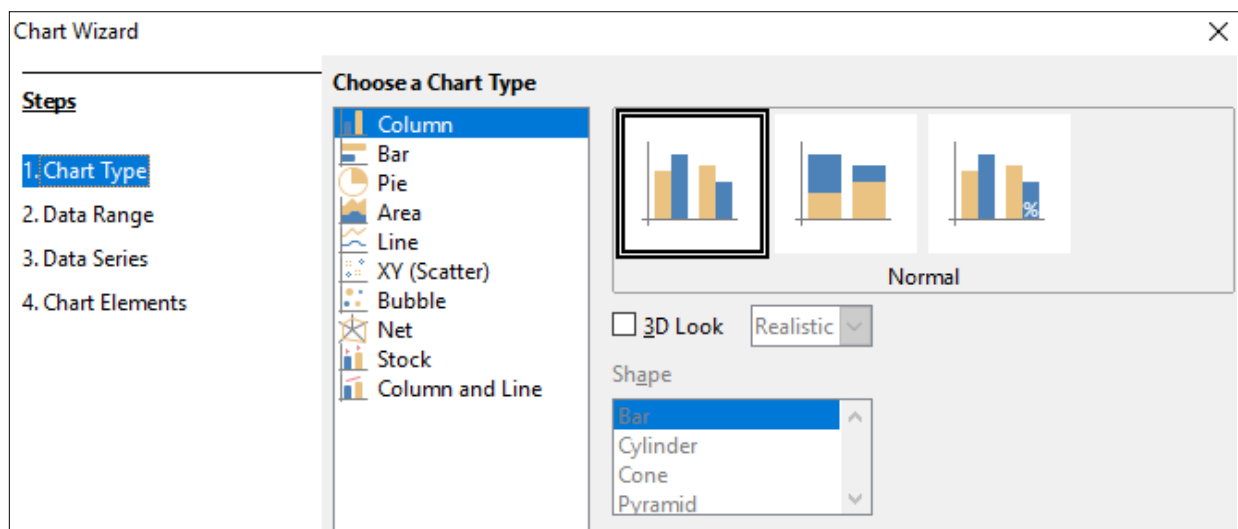 Chart Wizard
Steps
1. Chart Type
2. Data Range
3. Data Series
4. Chart Elements
Choose a Chart Type
Column
Bar
Pie
Area
Line
XY (Scatter)
Bubble
Net
Stock
Column and Line
%
Normal
3D Look
Realistic
Shape
Bar
Cylinder
Cone
Pyramid